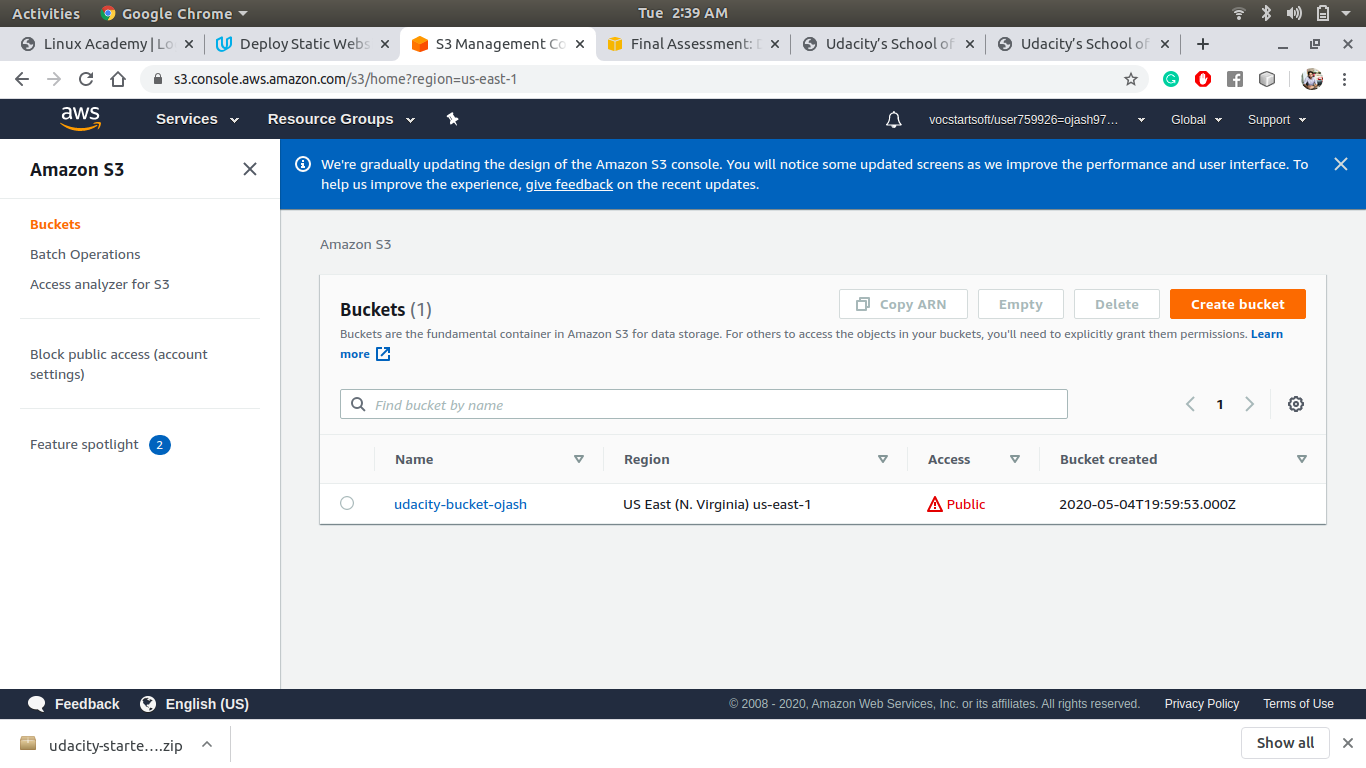 Activities Google Chrome Tue 2:39 AM
Linux Academy | Lo Deploy Static Webs S3 Management Co Final Assessment: D Udacity's School of Udacity's School of
s3.console.aws.amazon.com/s3/home?region=us-east-1
aws Services Resource Groups vocstartsoft/user759926=ojash97... Global Support
Amazon S3
Buckets
Batch Operations
Access analyzer for S3
Block public access (account
settings)
Feature spotlight 2
We're gradually updating the design of the Amazon S3 console. You will notice some updated screens as we improve the performance and user interface. To
help us improve the experience, give feedback on the recent updates.
Amazon S3
Buckets (1) Copy ARN Empty Delete Create bucket
Buckets are the fundamental container in Amazon S3 for data storage. For others to access the objects in your buckets, you'll need to explicitly grant them permissions. Learn
more
Find bucket by name 1
Name Region Access Bucket created
udacity-bucket-ojash US East (N. Virginia) us-east-1 Public 2020-05-04T19:59:53.000Z
Feedback English (US) © 2008 - 2020, Amazon Web Services, Inc. or its affiliates. All rights reserved. Privacy Policy Terms of Use
udacity-starte....zip Show all